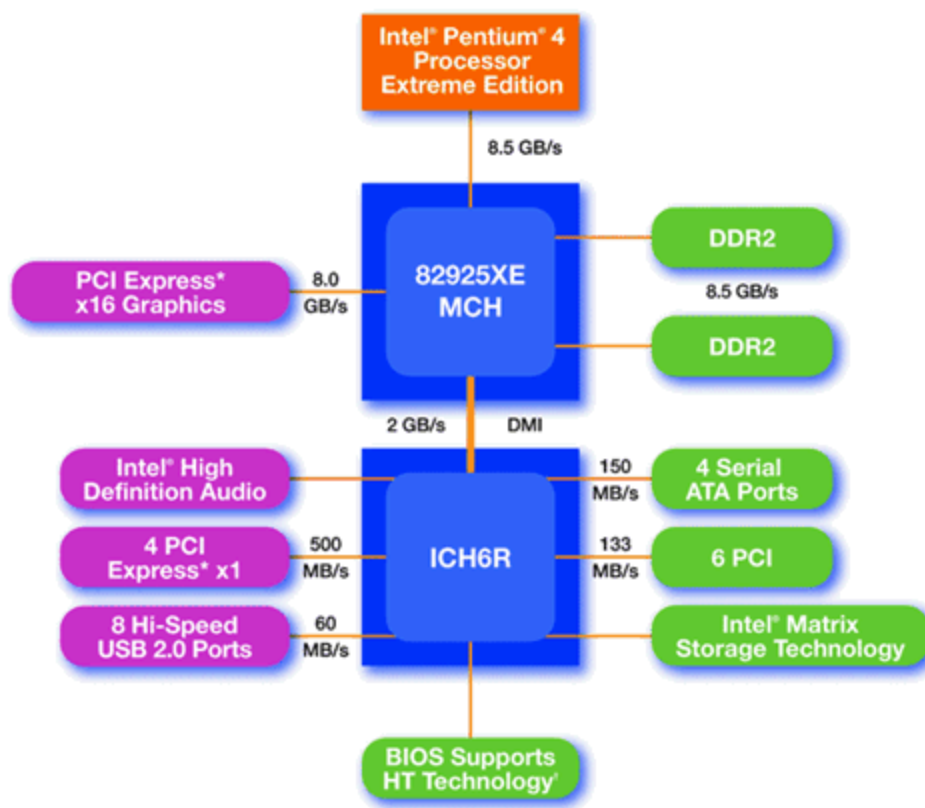 Intel® Pentium® 4
Processor
Extreme Edition
8.5 GB/s
82925XE
MCH
DDR2
8.5 GB/s
DDR2
PCI Express*
x16 Graphics
8.0
GB/s
2 GB/s
DMI
Intel® High
Definition Audio
150
MB/s
4 Serial
ATA Ports
4 PCI
Express* x1
500
MB/s
ICH6R
133
MB/s
6 PCI
8 Hi-Speed
USB 2.0 Ports
60
MB/s
Intel® Matrix
Storage Technology
BIOS Supports
HT Technology¹